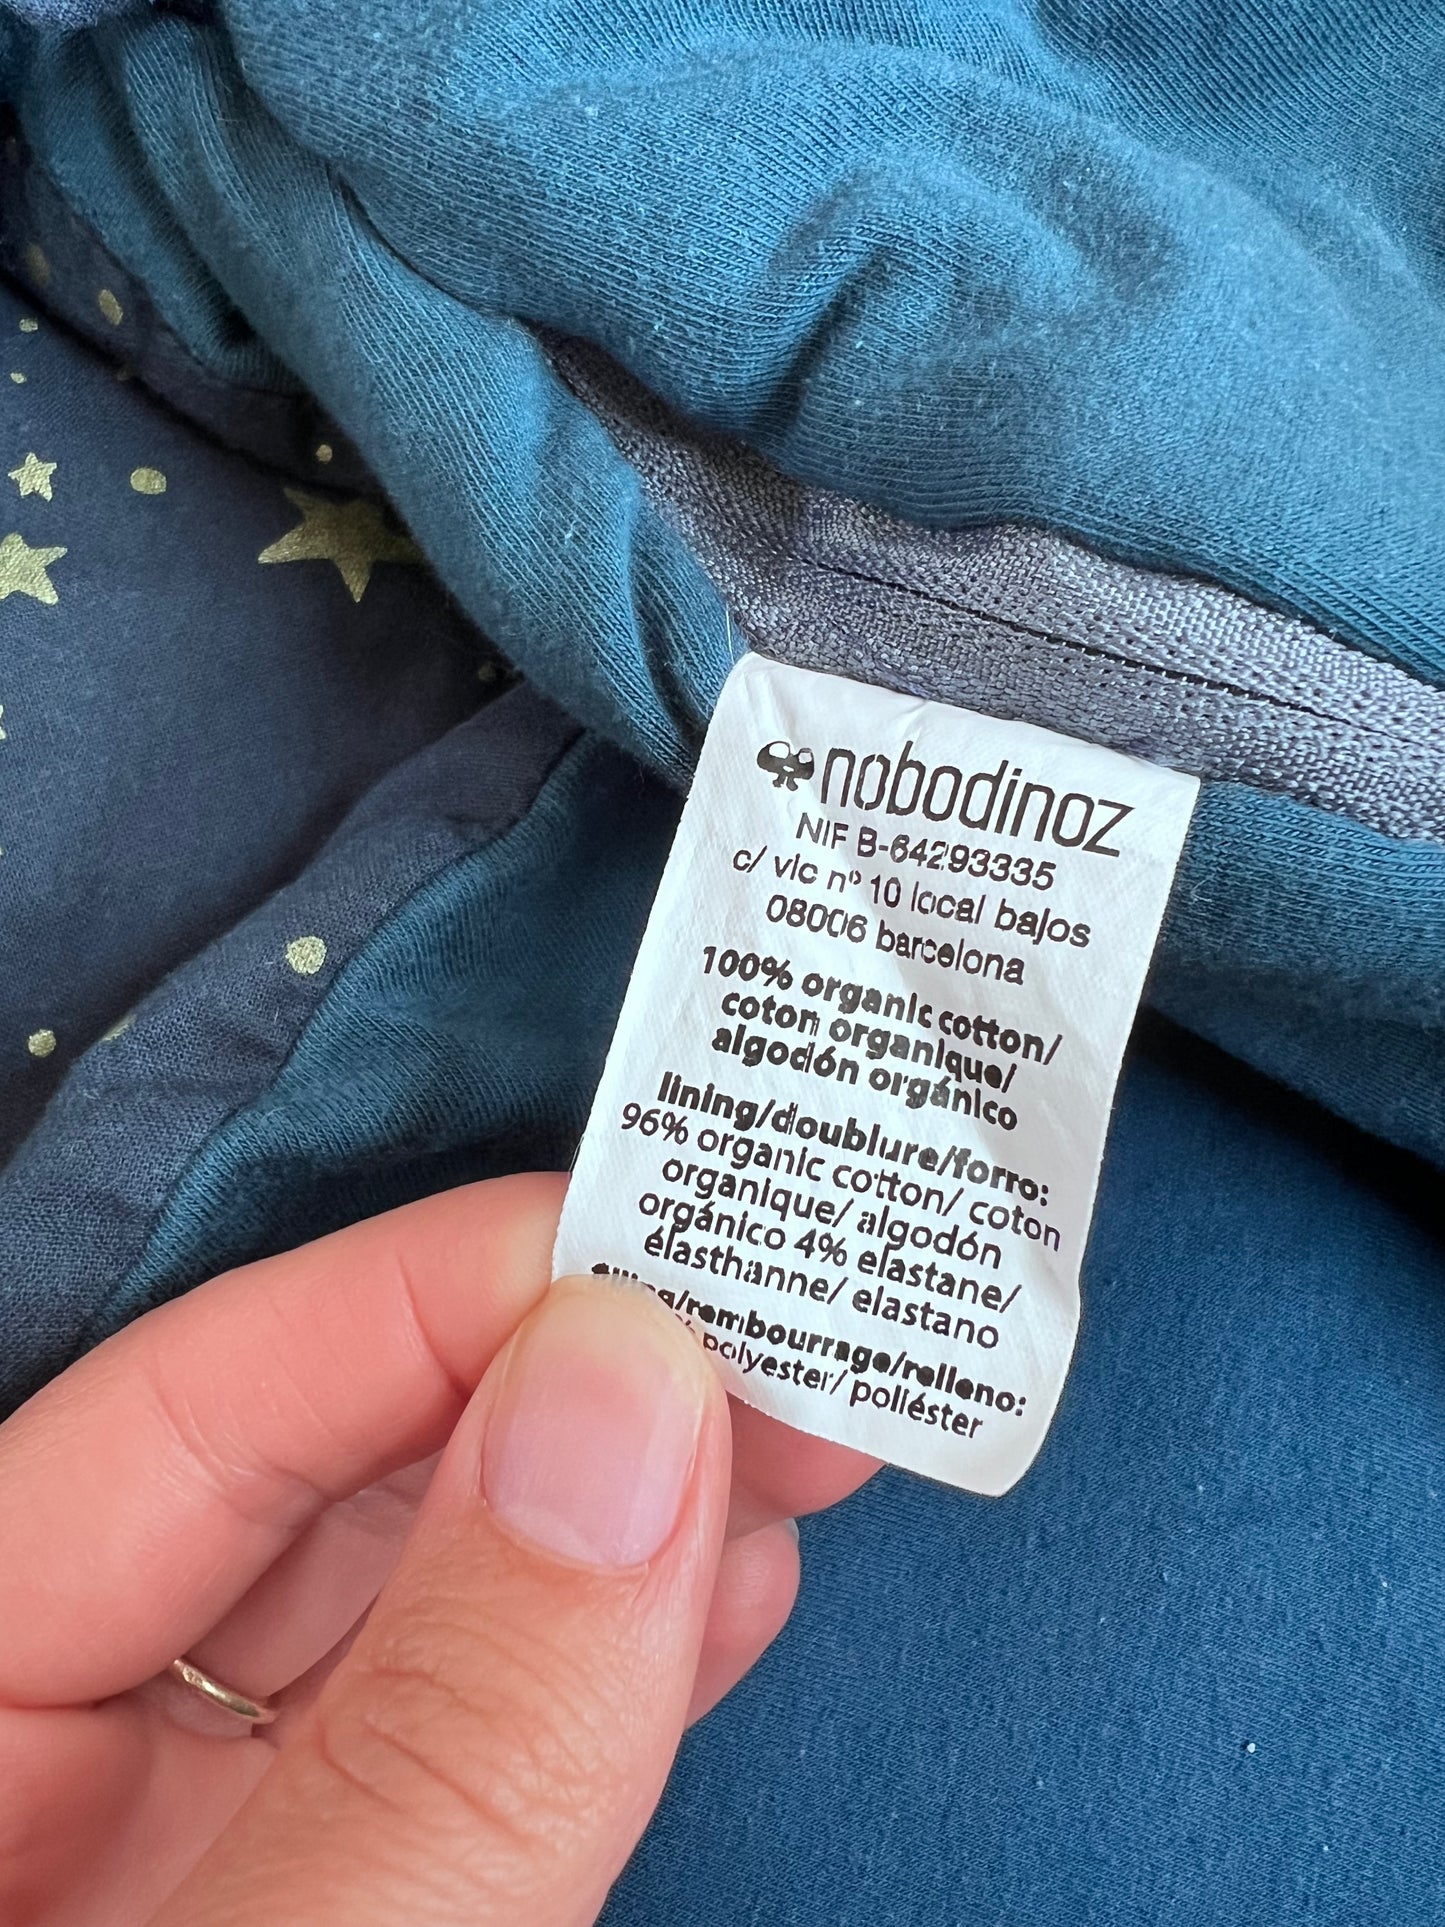 nobodinoz
NIF B-64293335
c/ vic nº 10 local bajos
08006 barcelona
100% organic cotton/
coton organique/
algodón orgánico
lining/doublure/forro:
96% organic cotton/ coton
organique/ algodón
orgánico 4% elastane/
élasthanne/ elastano
/rembourrage/relleno:
polyester/ poliéster